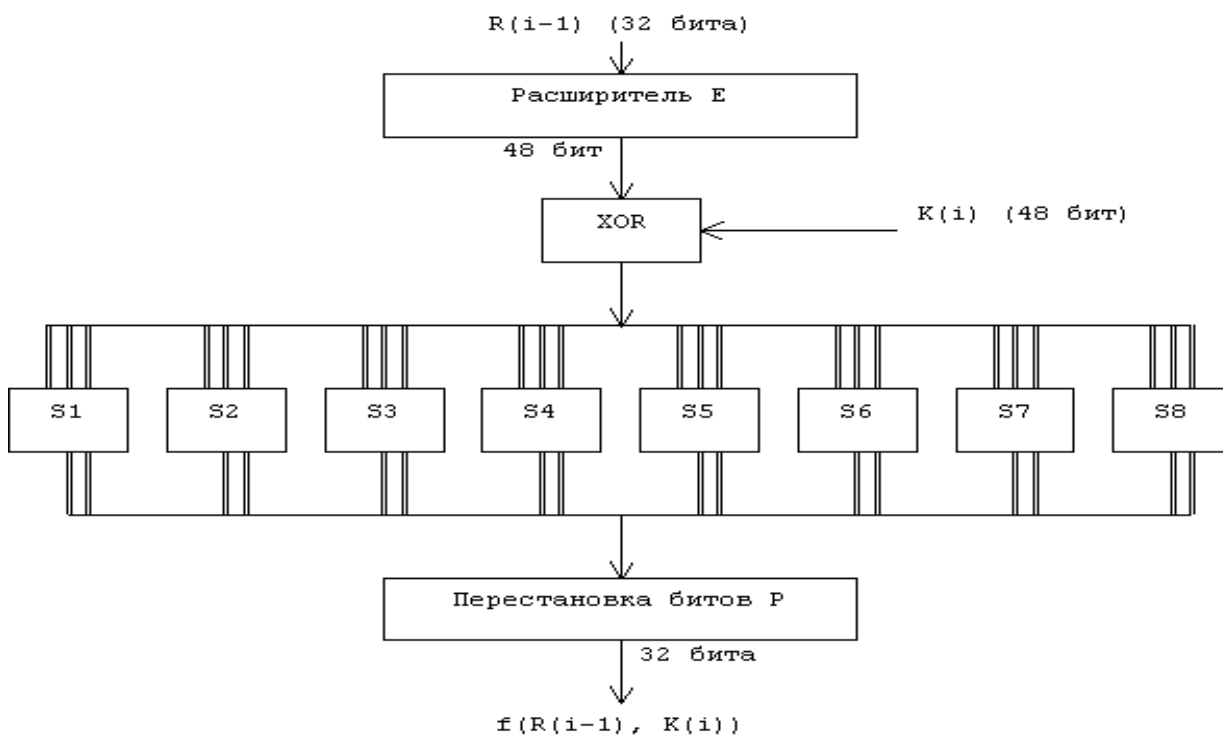 R(i-1) (32 бита)
Расширитель E
48 бит
XOR
K(i) (48 бит)
S1 S2 S3 S4 S5 S6 S7 S8
Перестановка битов P
32 бита
f(R(i-1), K(i))